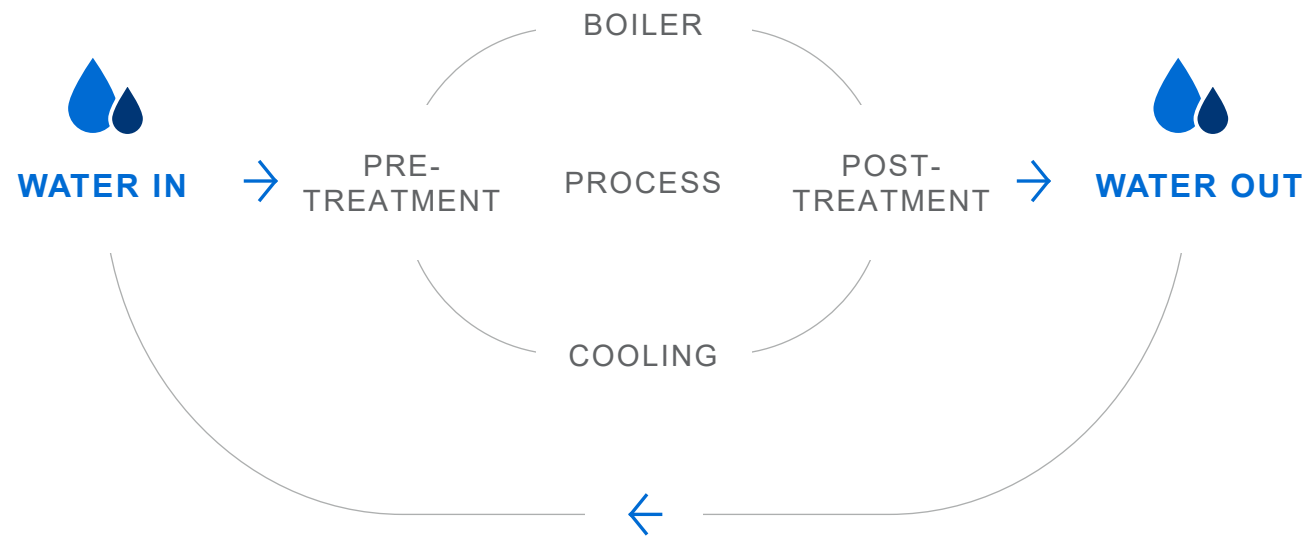 BOILER
WATER IN
PRE-
TREATMENT
PROCESS
POST-
TREATMENT
WATER OUT
COOLING